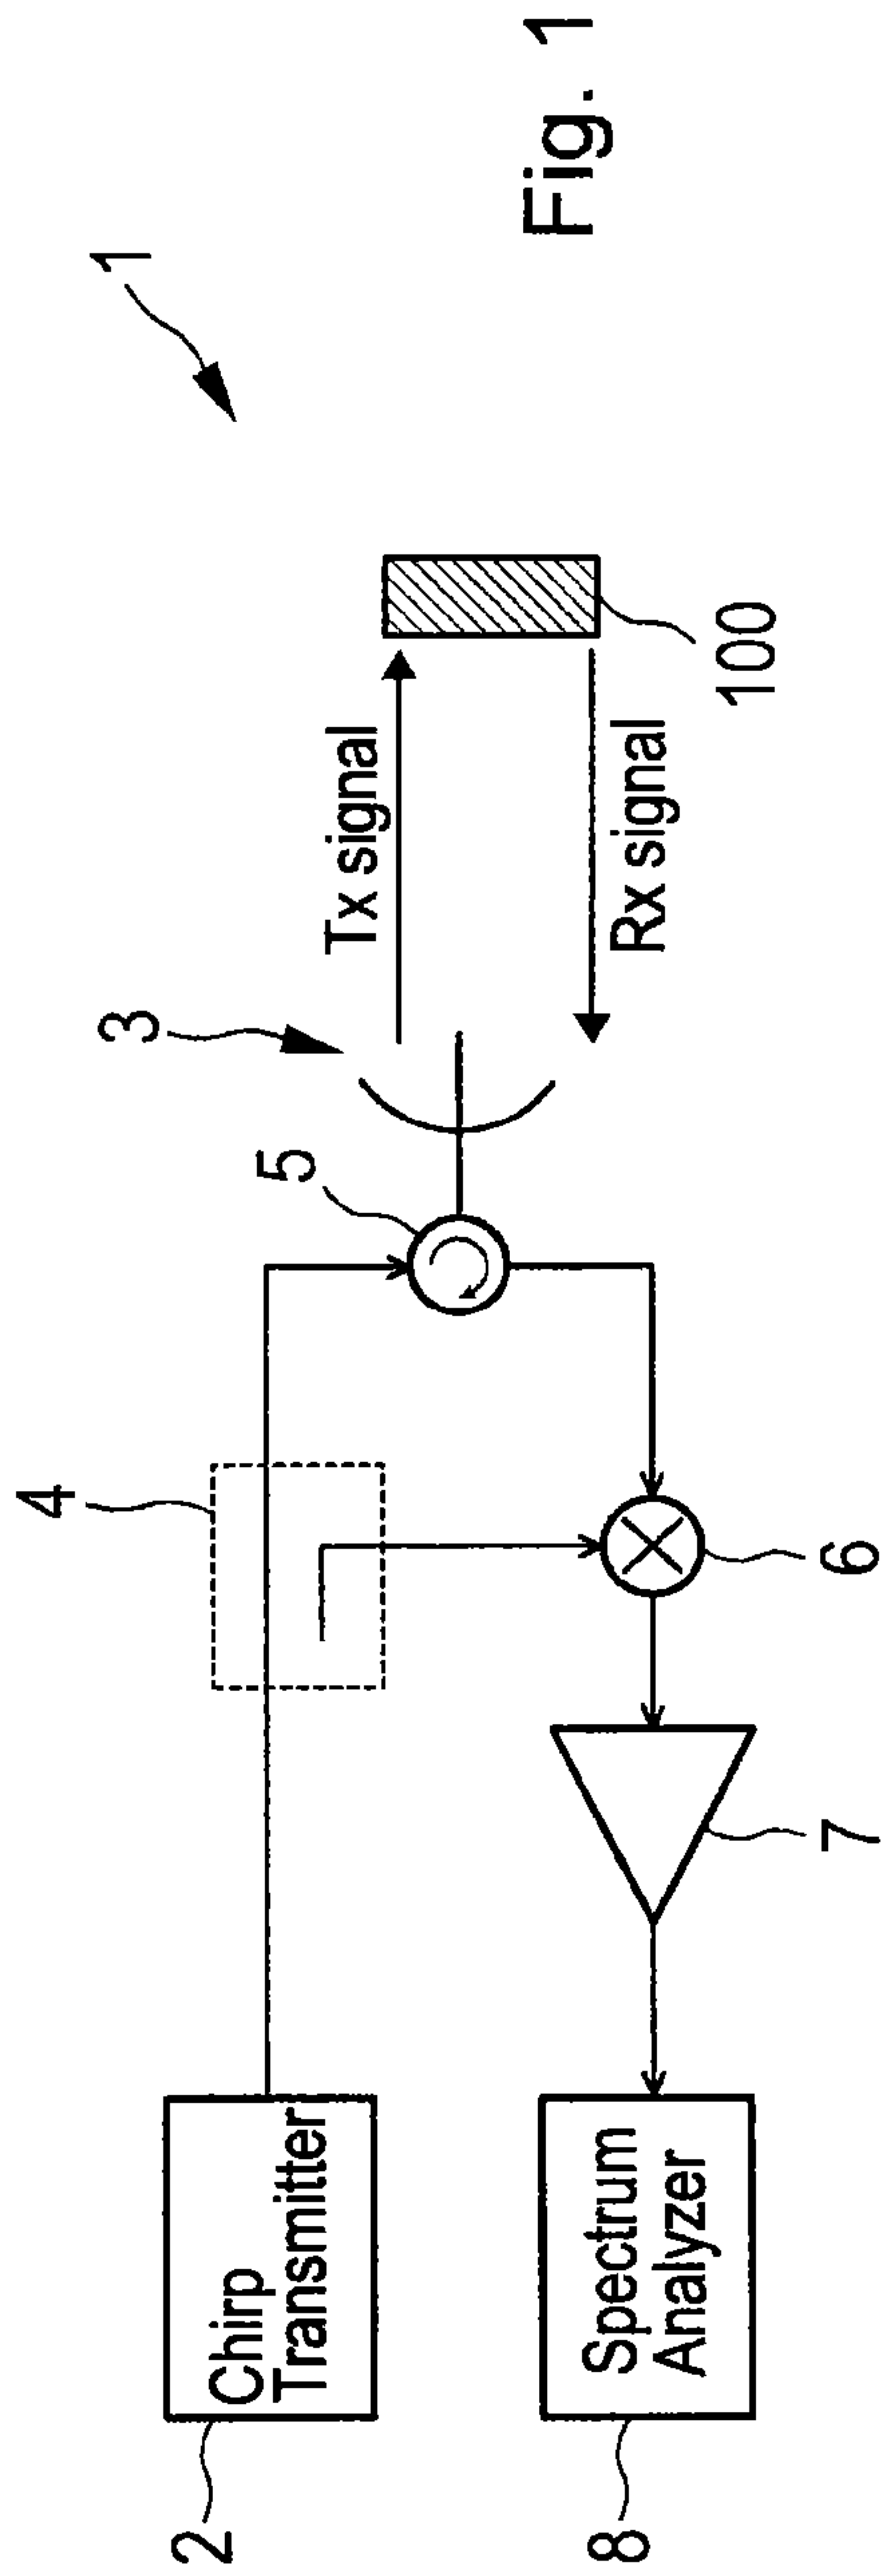 1
Fig. 1
4
3
5
Tx signal
Rx signal
100
2
Chirp
Transmitter
6
7
8
Spectrum
Analyzer